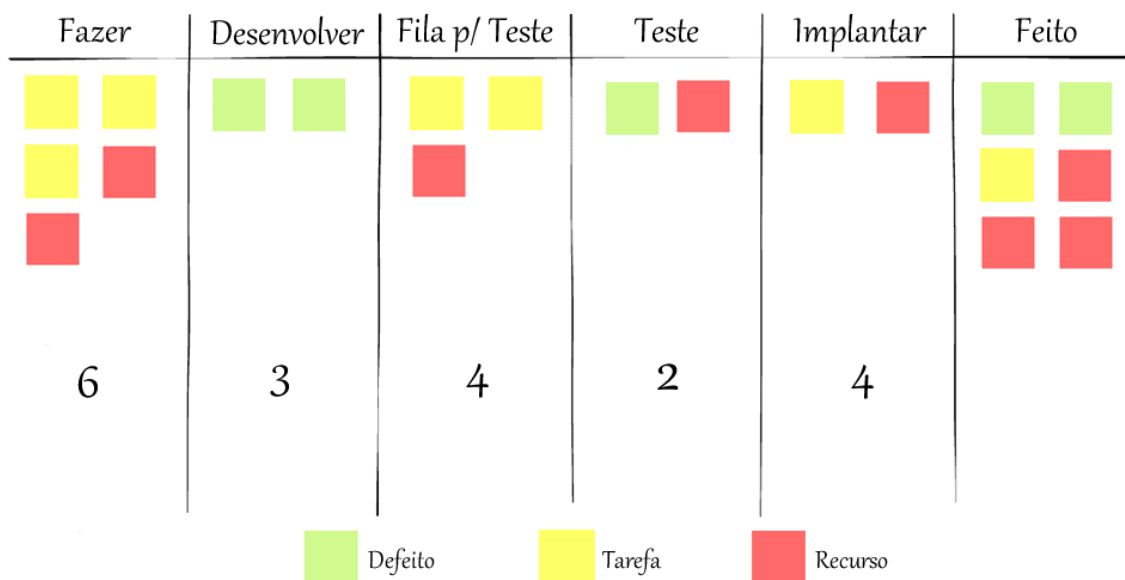 Fazer
Desenvolver
Fila p/ Teste
Teste
Implantar
Feito
6
3
4
2
4
Defeito
Tarefa
Recurso